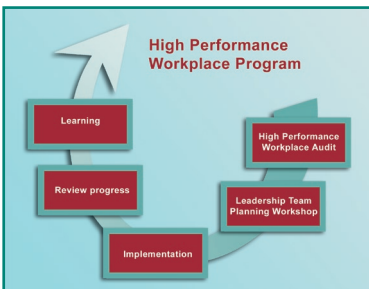 High Performance
Workplace Program
Learning
High Performance
Workplace Audit
Review progress
Leadership Team
Planning Workshop
Implementation